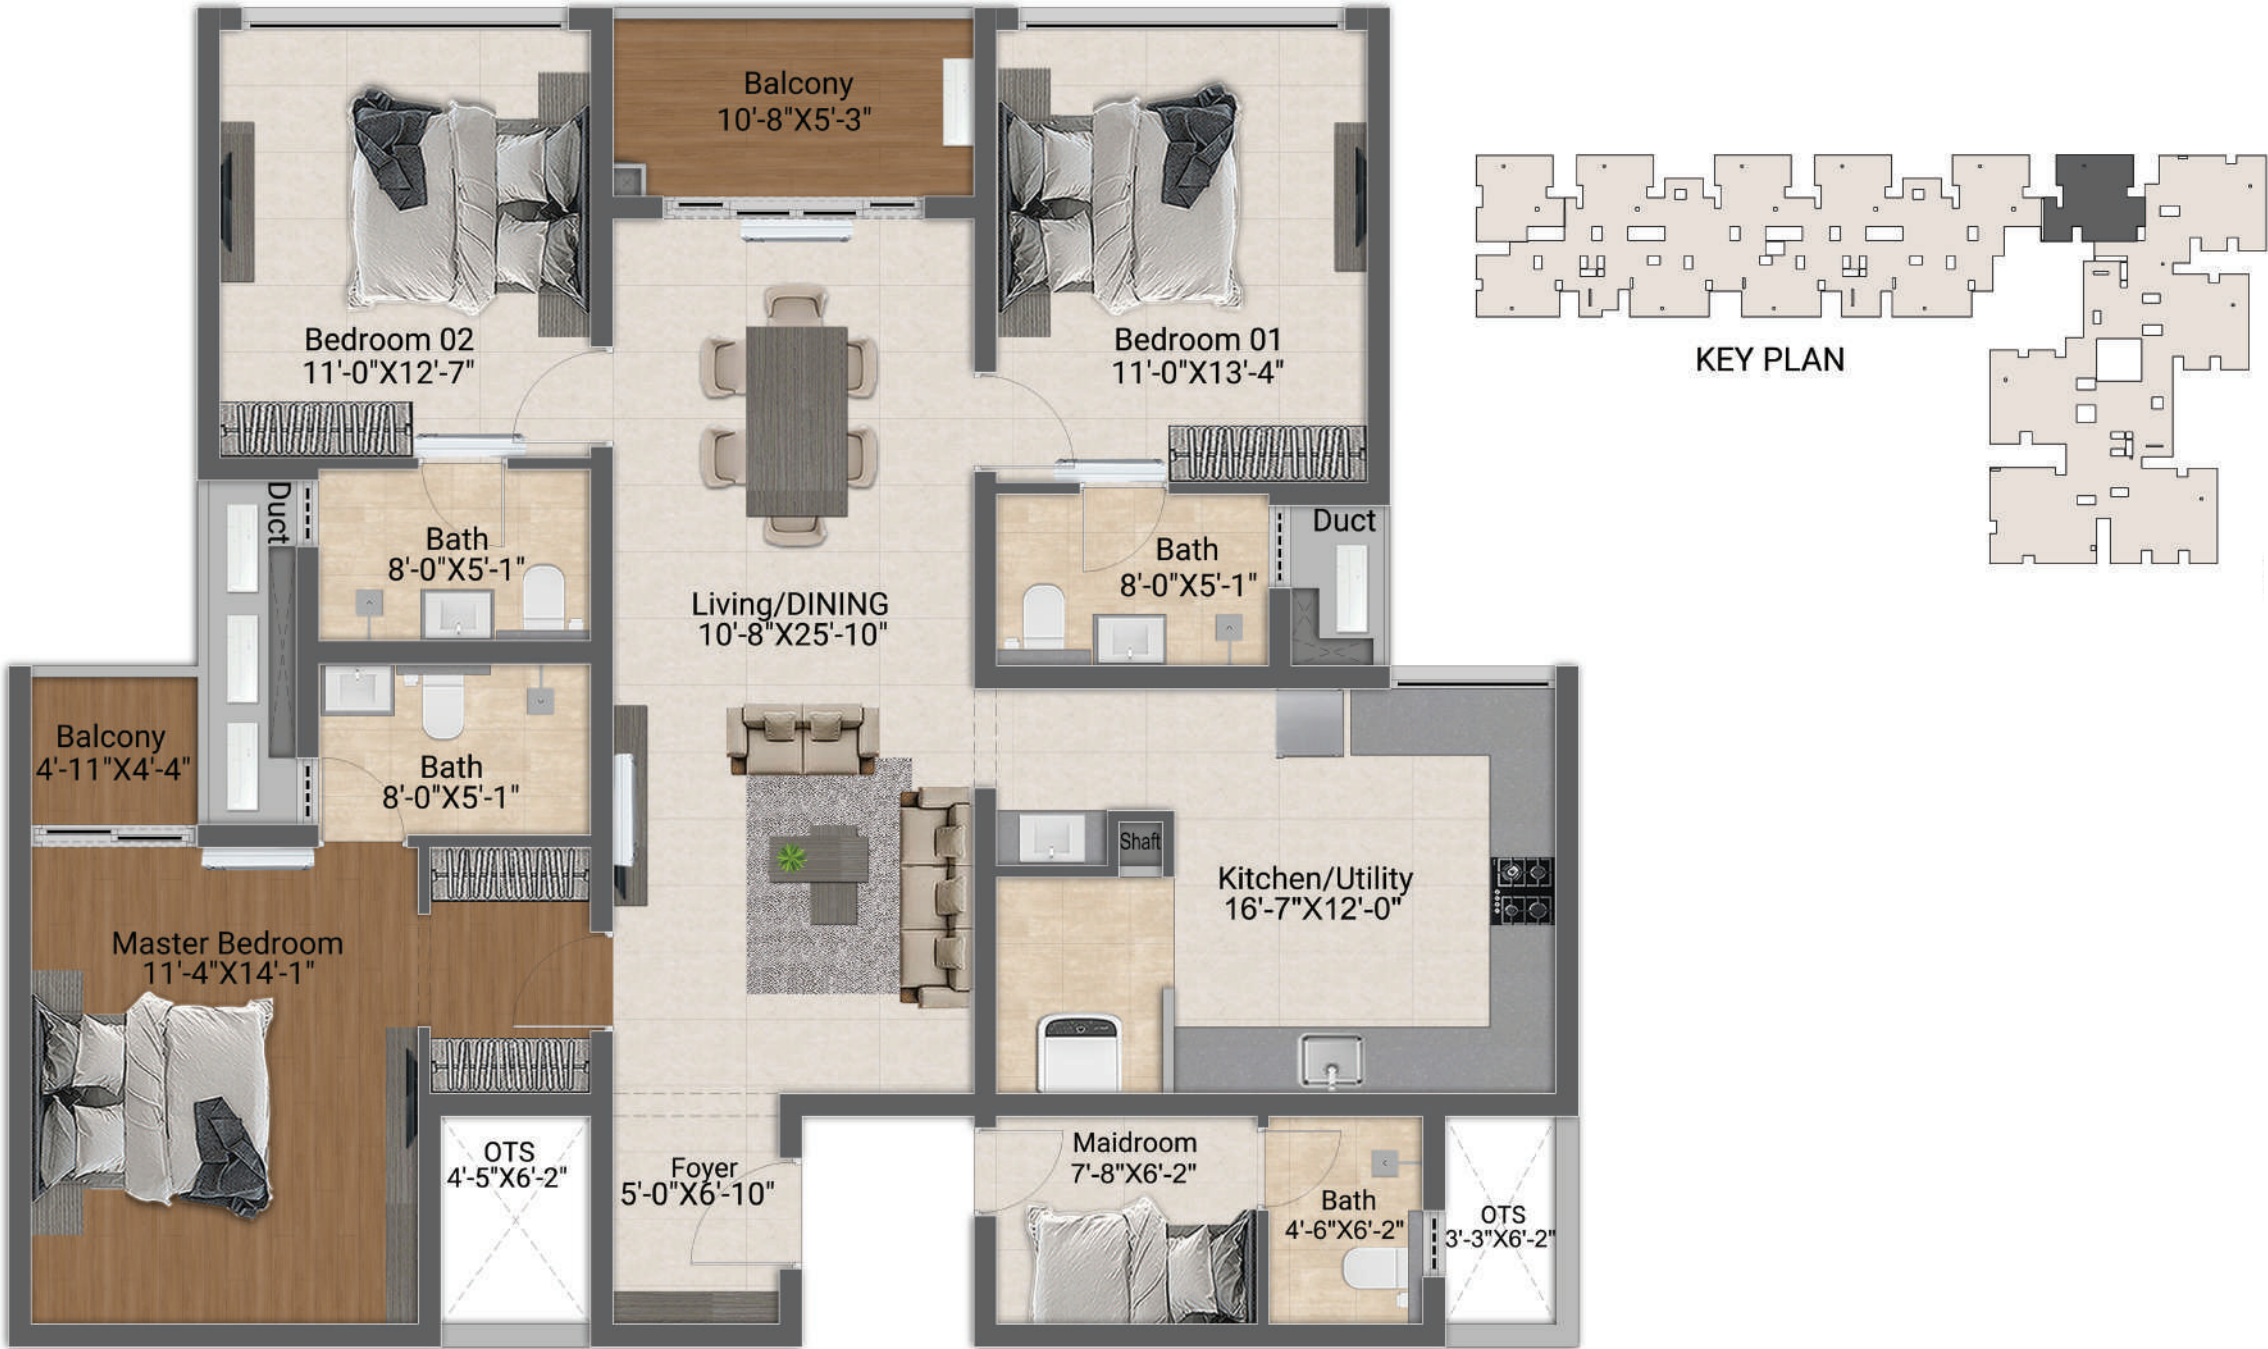 Balcony
10'-8"X5'-3"
Bedroom 02
11'-0"X12'-7"
Bedroom 01
11'-0"X13'-4"
KEY PLAN
Duct
Bath
8'-0"X5'-1"
Bath
8'-0"X5'-1"
Duct
Living/DINING
10'-8"X25'-10"
Balcony
4'-11"X4'-4"
Bath
8'-0"X5'-1"
Shaft
Kitchen/Utility
16'-7"X12'-0"
Master Bedroom
11'-4"X14'-1"
OTS
4'-5"X6'-2"
Foyer
5'-0"X6'-10"
Maidroom
7'-8"X6'-2"
Bath
4'-6"X6'-2"
OTS
3'-3"X6'-2"